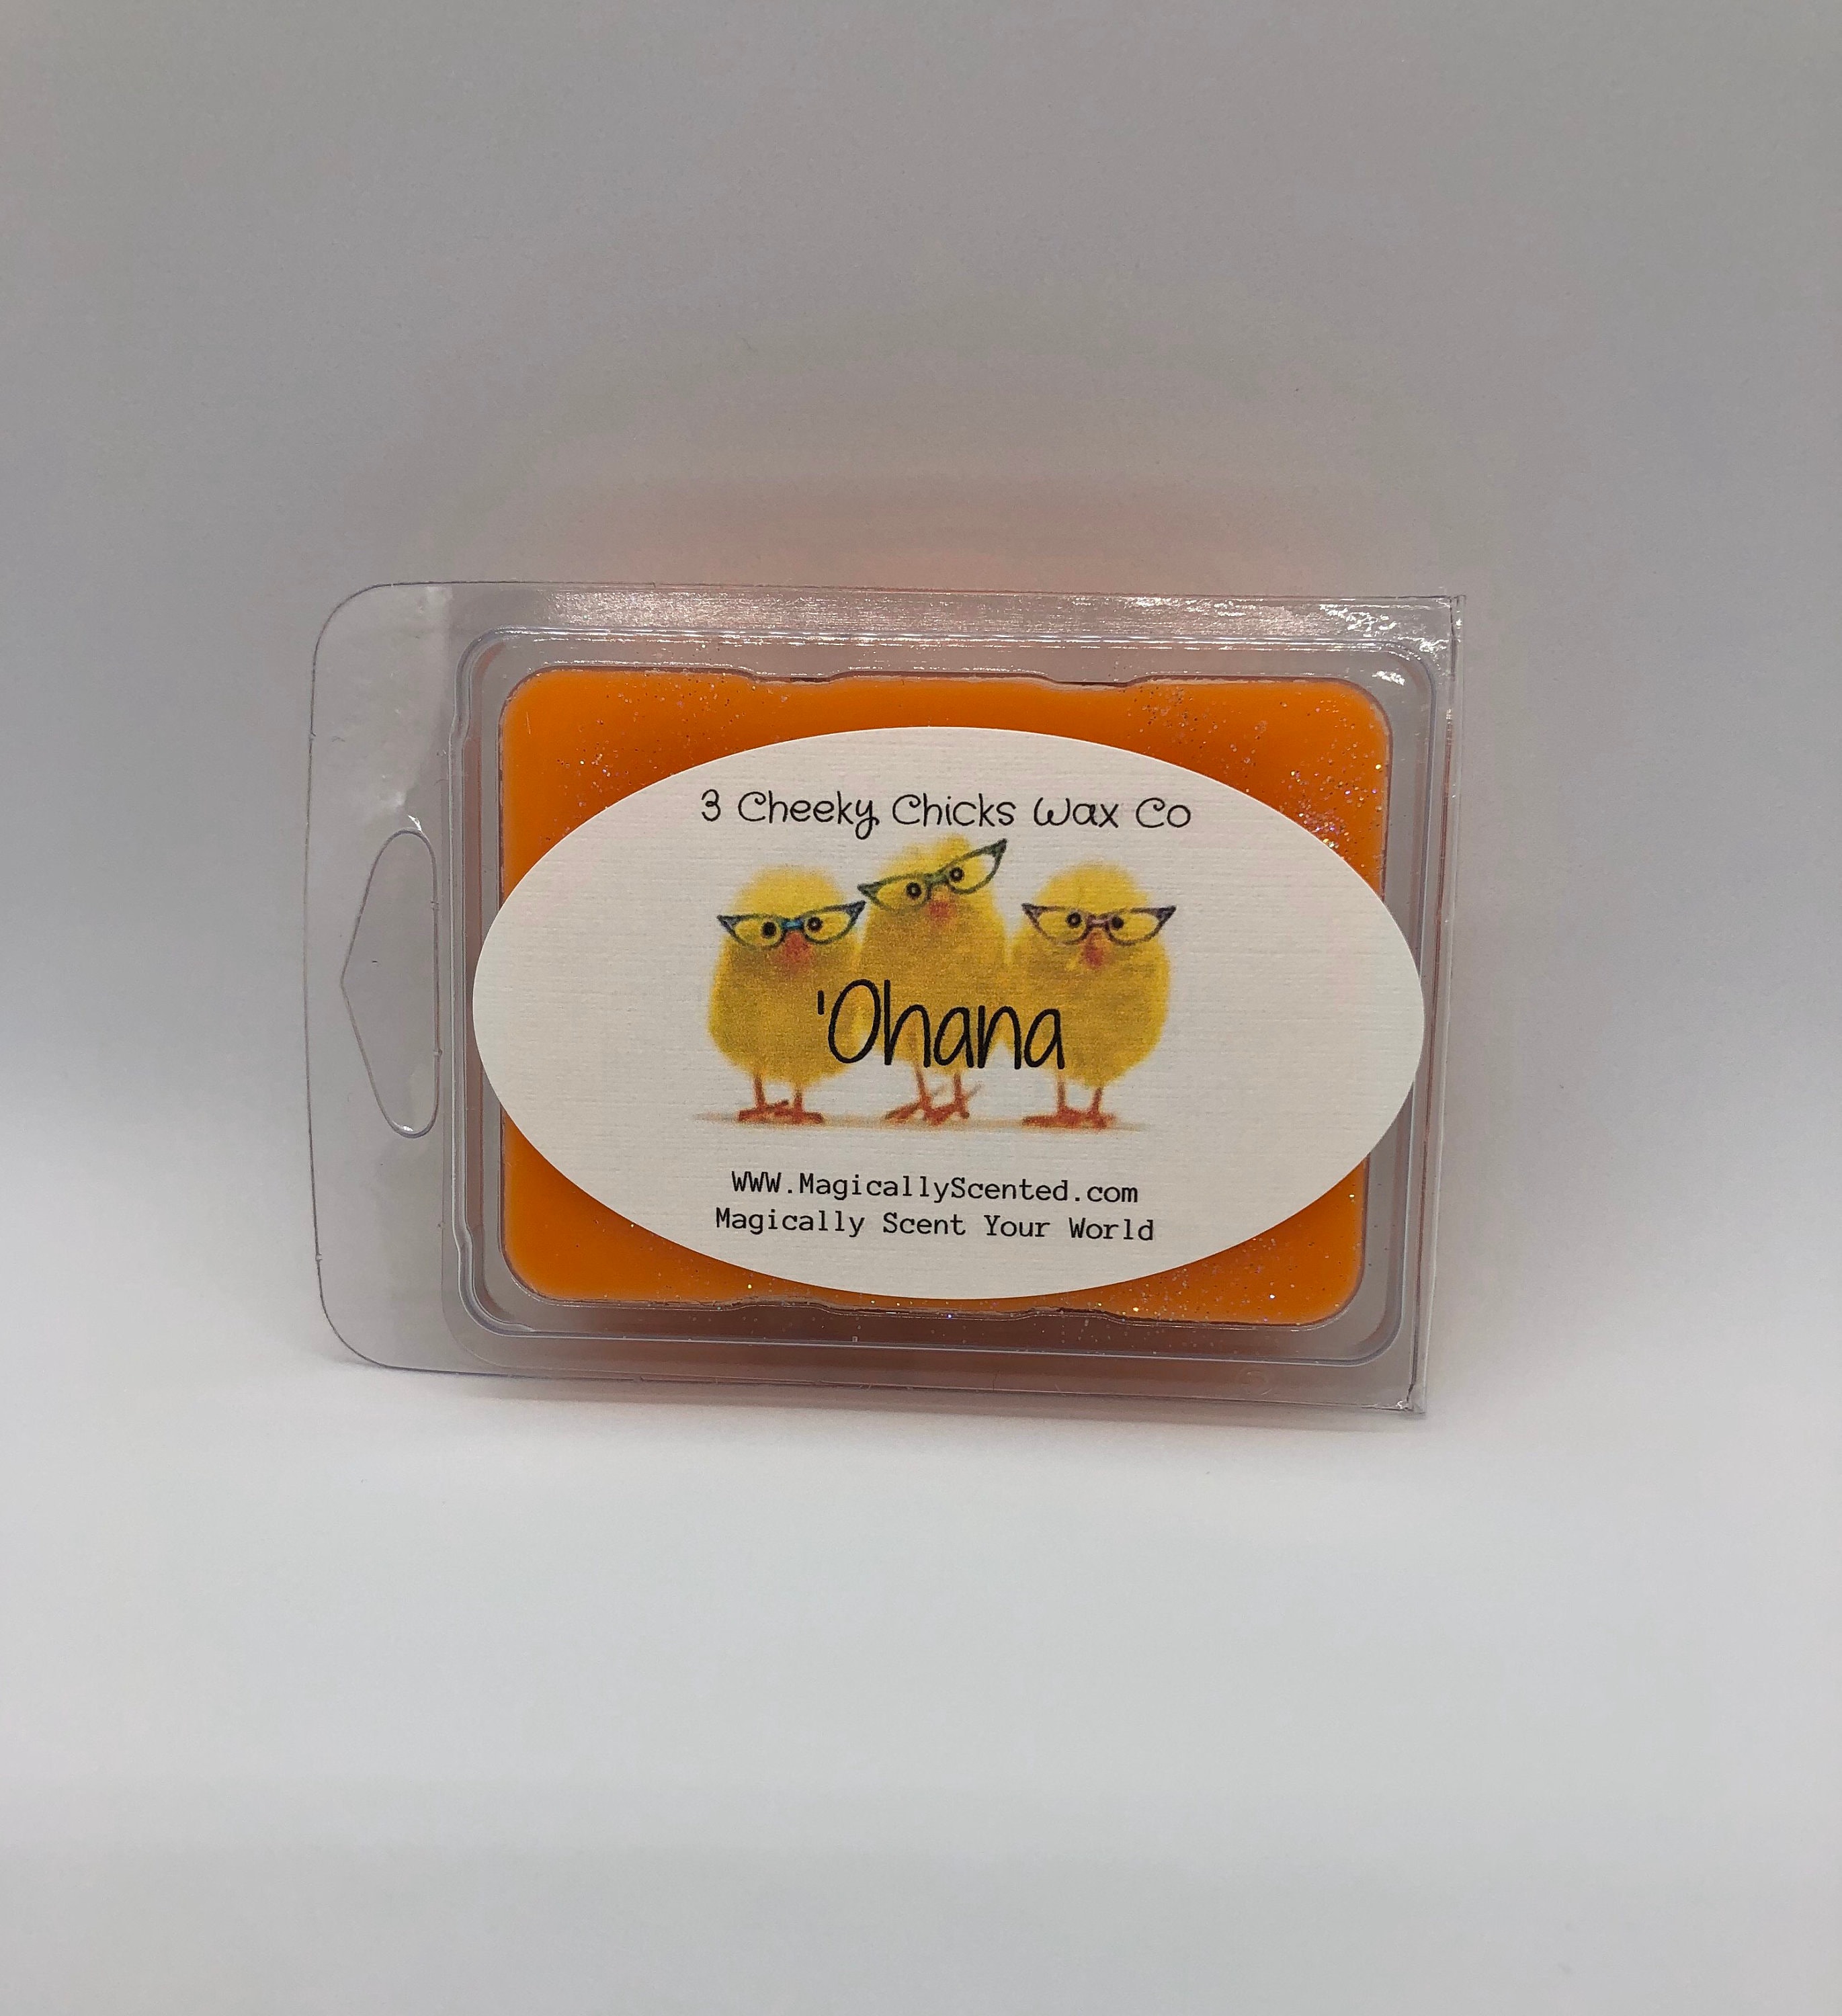 3 Cheeky Chicks Wax Co
'Ohana
WWW.MagicallyScented.com
Magically Scent Your World